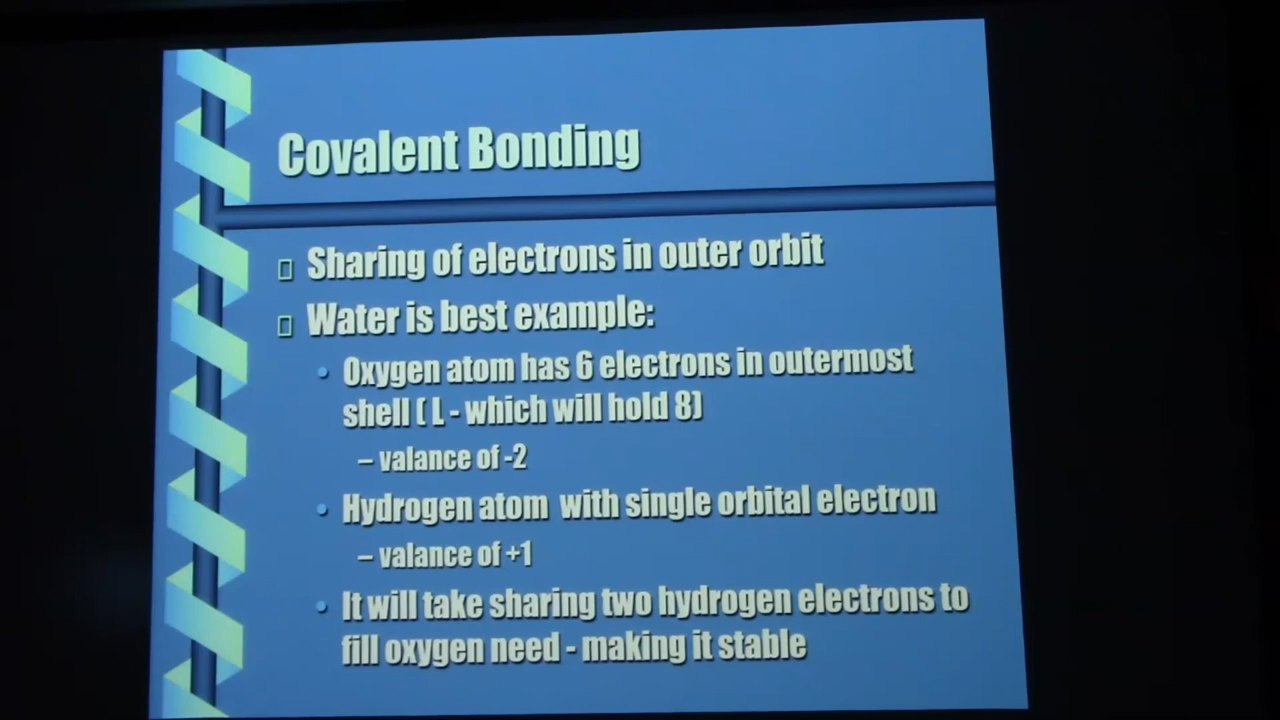 Covalent Bonding
Sharing of electrons in outer orbit
Water is best example:
Oxygen atom has 6 electrons in outermost
shell ( L - which will hold 8)
– valance of -2
Hydrogen atom with single orbital electron
– valance of +1
It will take sharing two hydrogen electrons to
fill oxygen need - making it stable